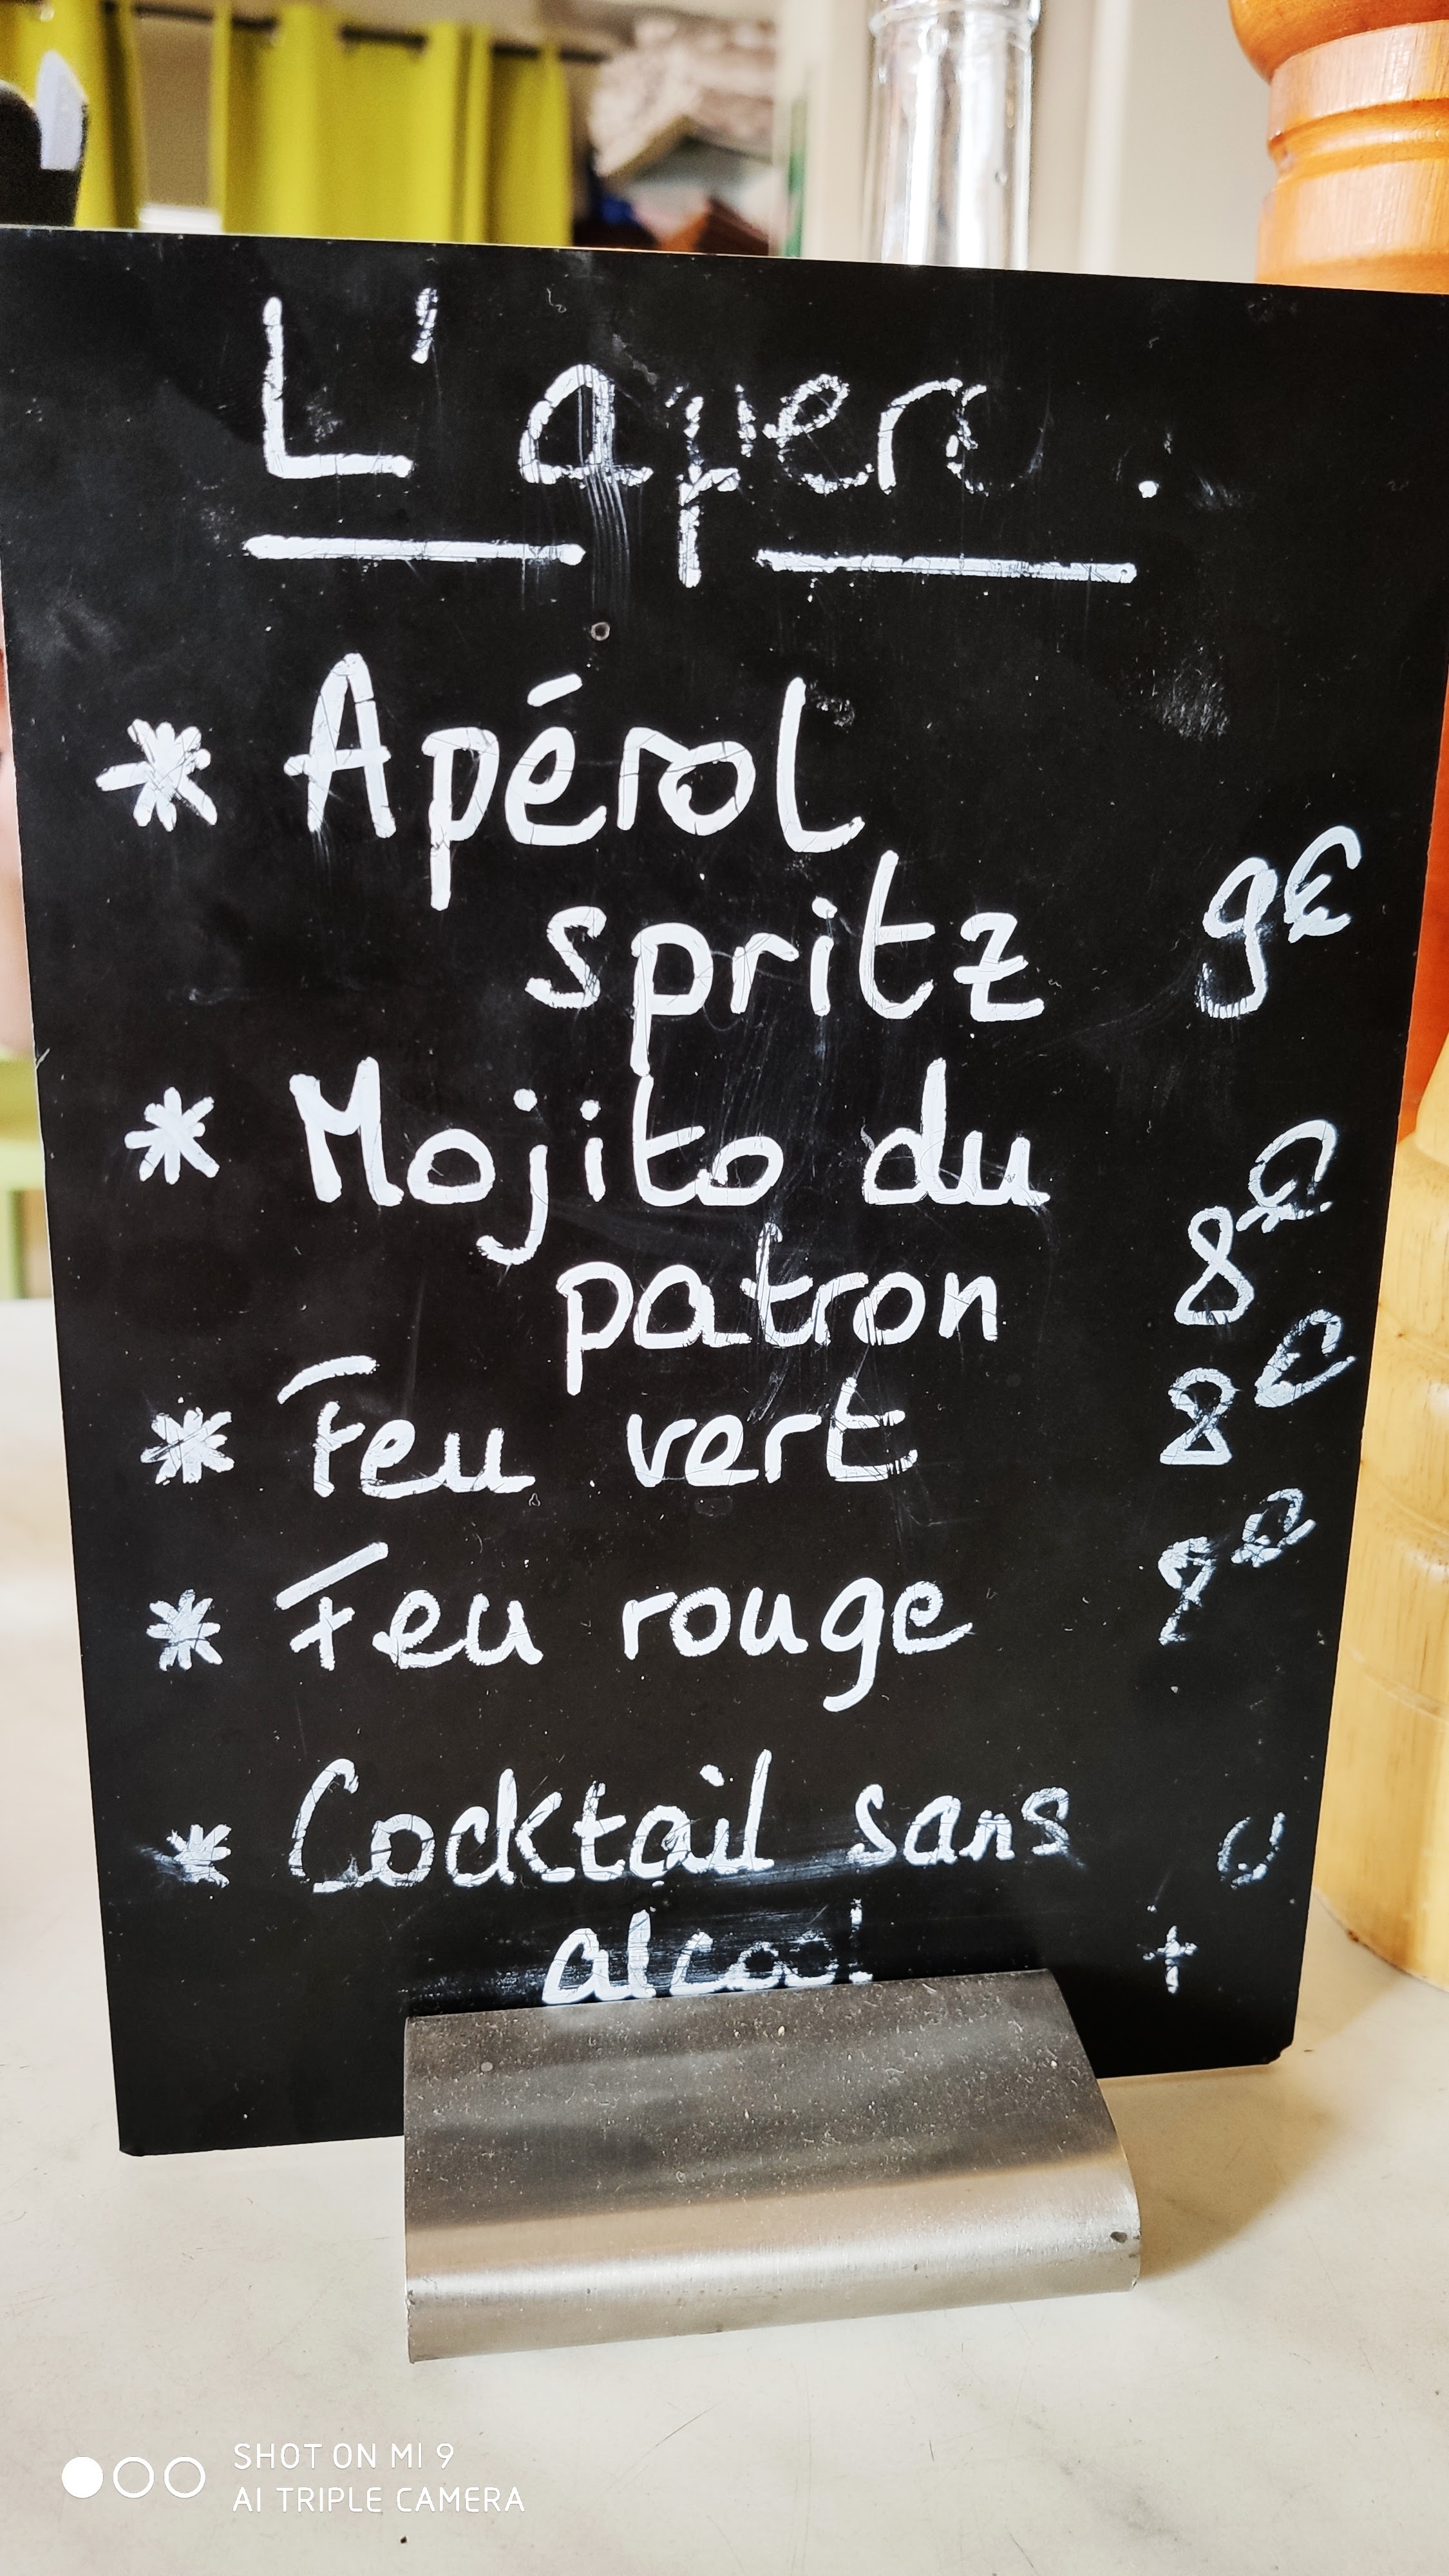 L'apero.
* Apérol
spritz 9€
* Mojito du
patron 8€
* Feu vert 8€
* Feu rouge
* Cocktail sans
alcool
SHOT ON MI 9
AI TRIPLE CAMERA